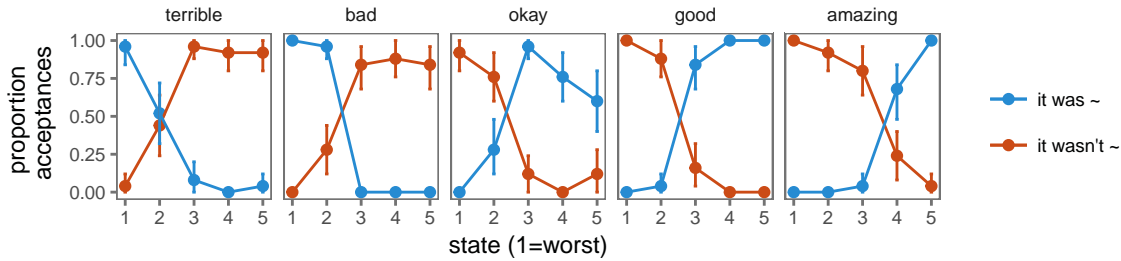 terrible bad okay good amazing
1.00
0.75
0.50
0.25
0.00
proportion
acceptances
1 2 3 4 5 1 2 3 4 5 1 2 3 4 5 1 2 3 4 5 1 2 3 4 5
state (1=worst)
it was ~
it wasn't ~